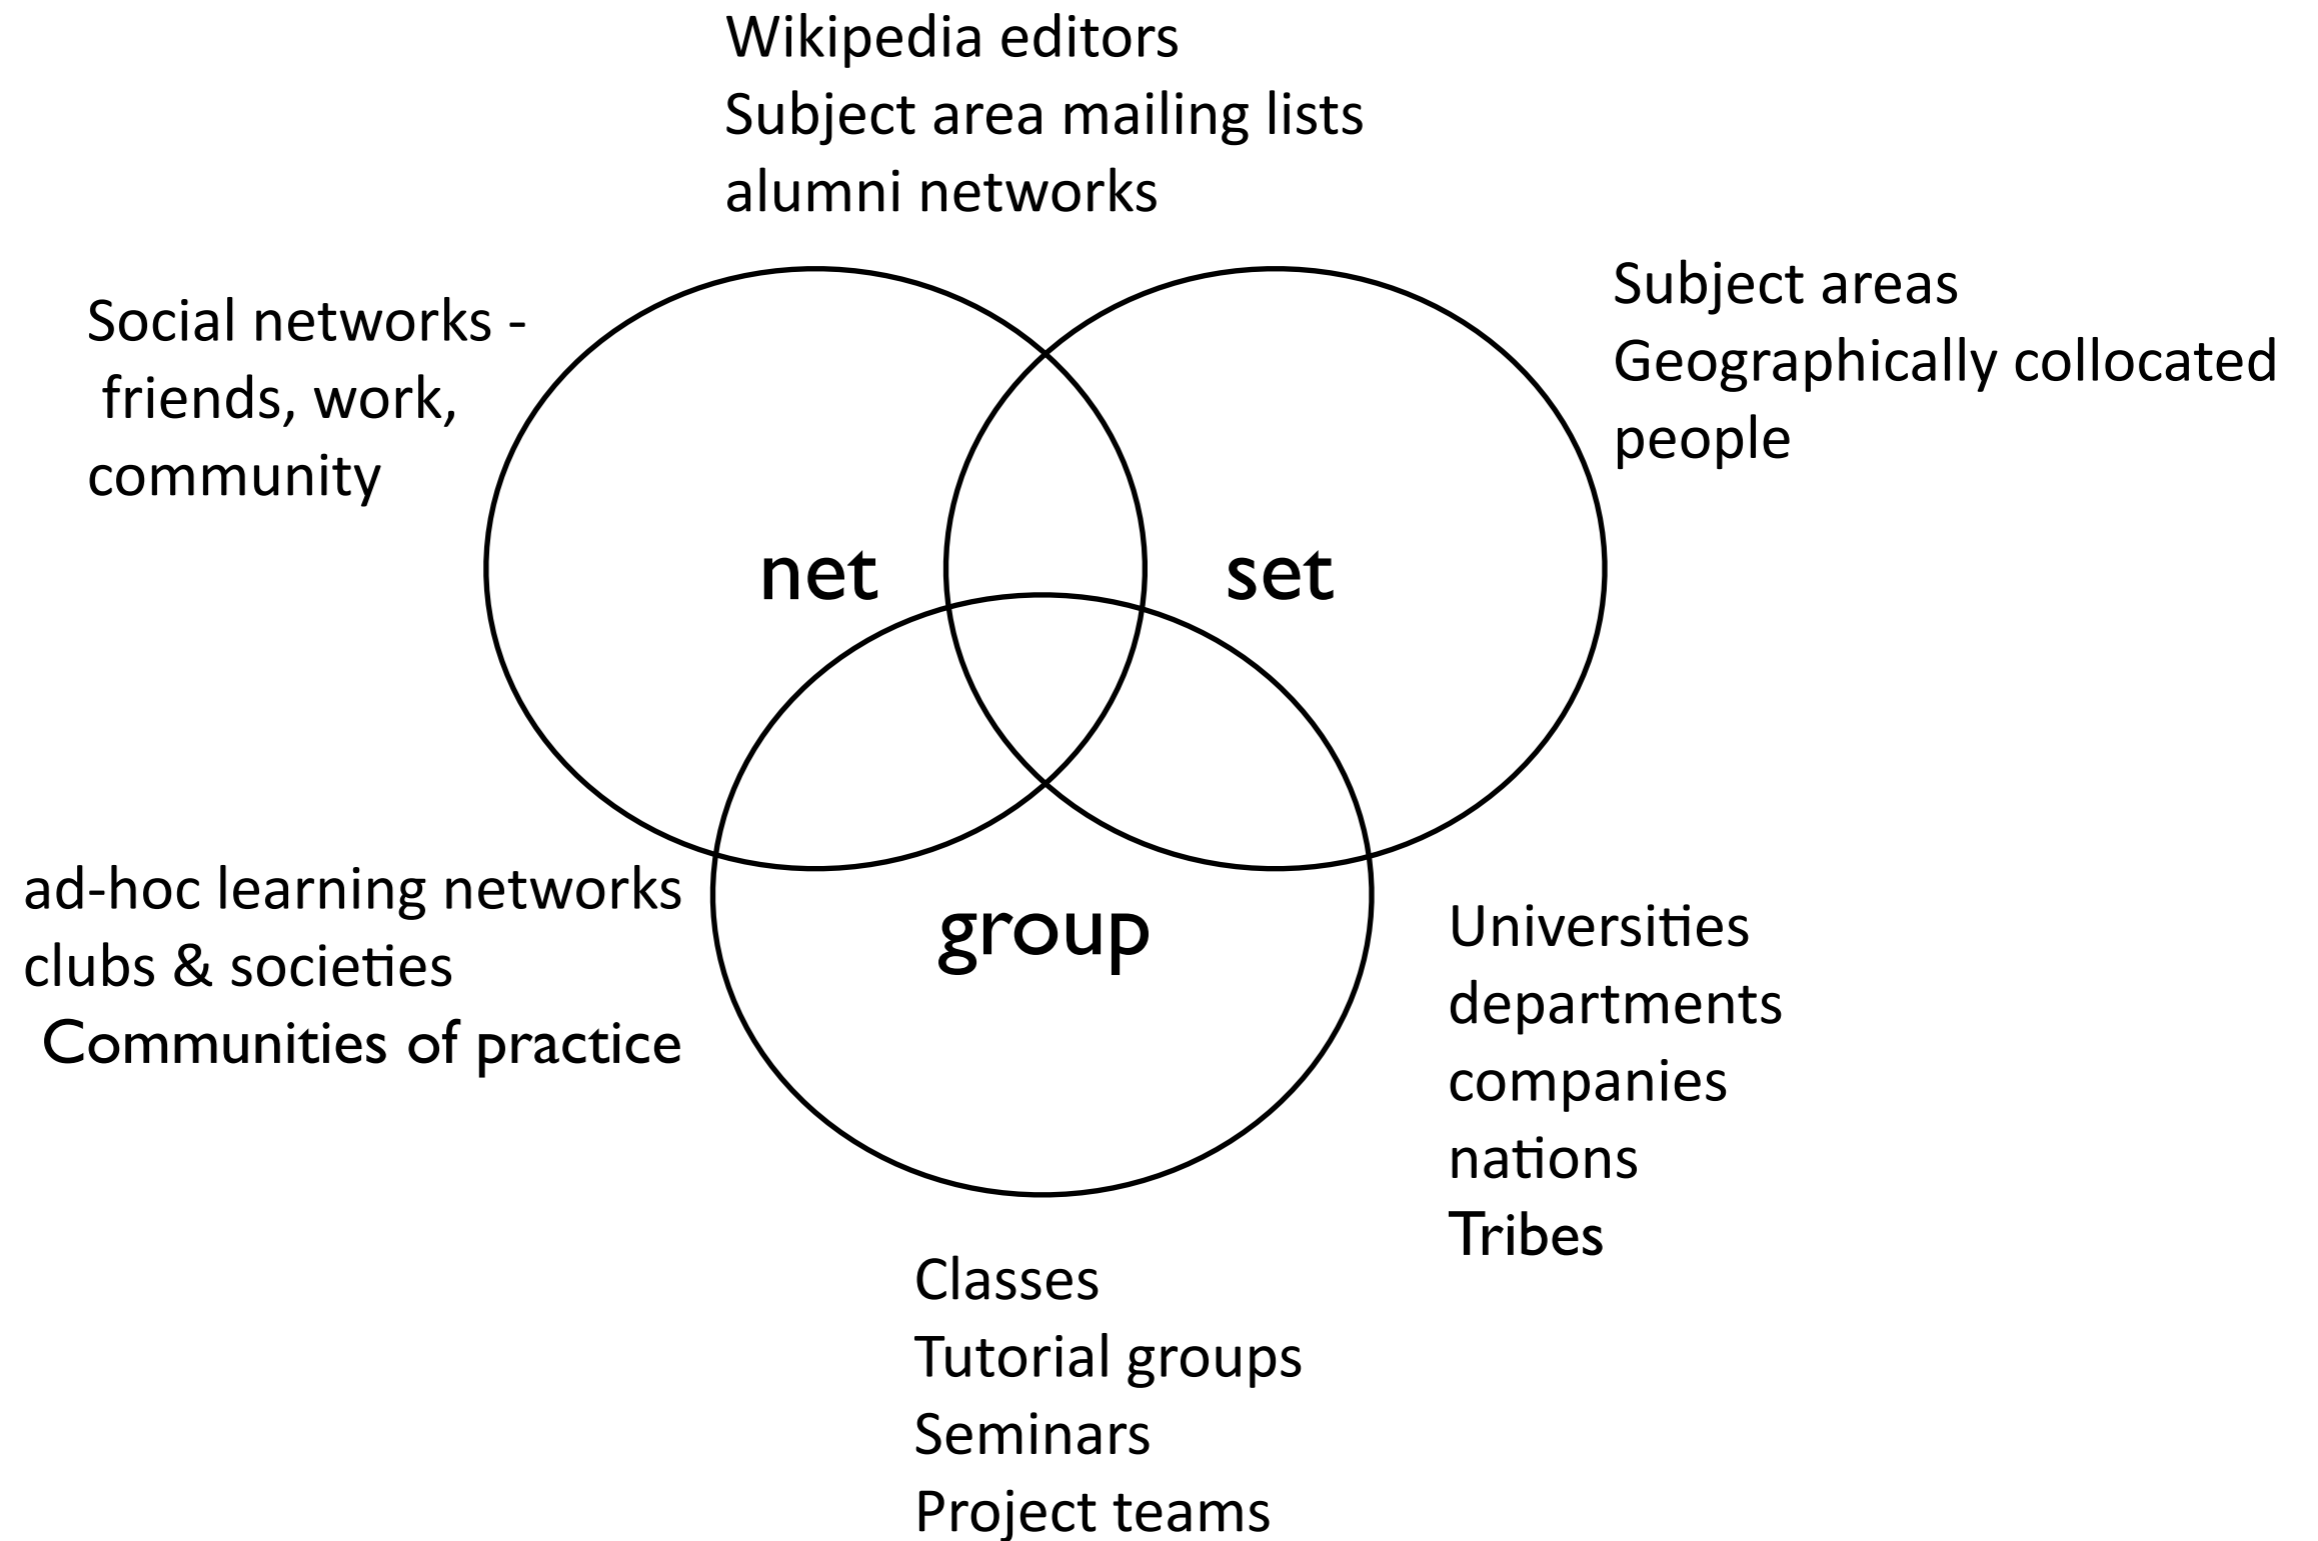 Wikipedia editors
Subject area mailing lists
alumni networks
Social networks -
friends, work,
community
Subject areas
Geographically collocated
people
net
set
group
ad-hoc learning networks
clubs & societies
Communities of practice
Universities
departments
companies
nations
Tribes
Classes
Tutorial groups
Seminars
Project teams